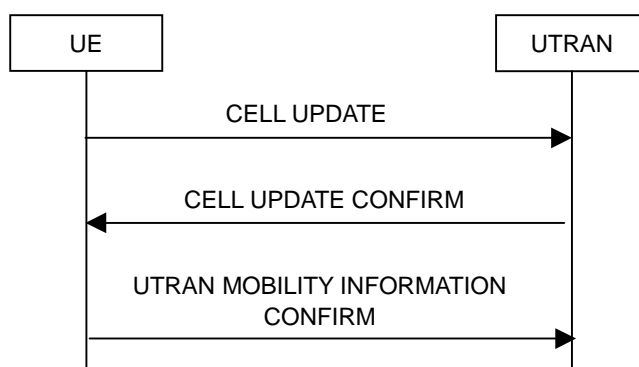 UE
UTRAN
CELL UPDATE
CELL UPDATE CONFIRM
UTRAN MOBILITY INFORMATION
CONFIRM